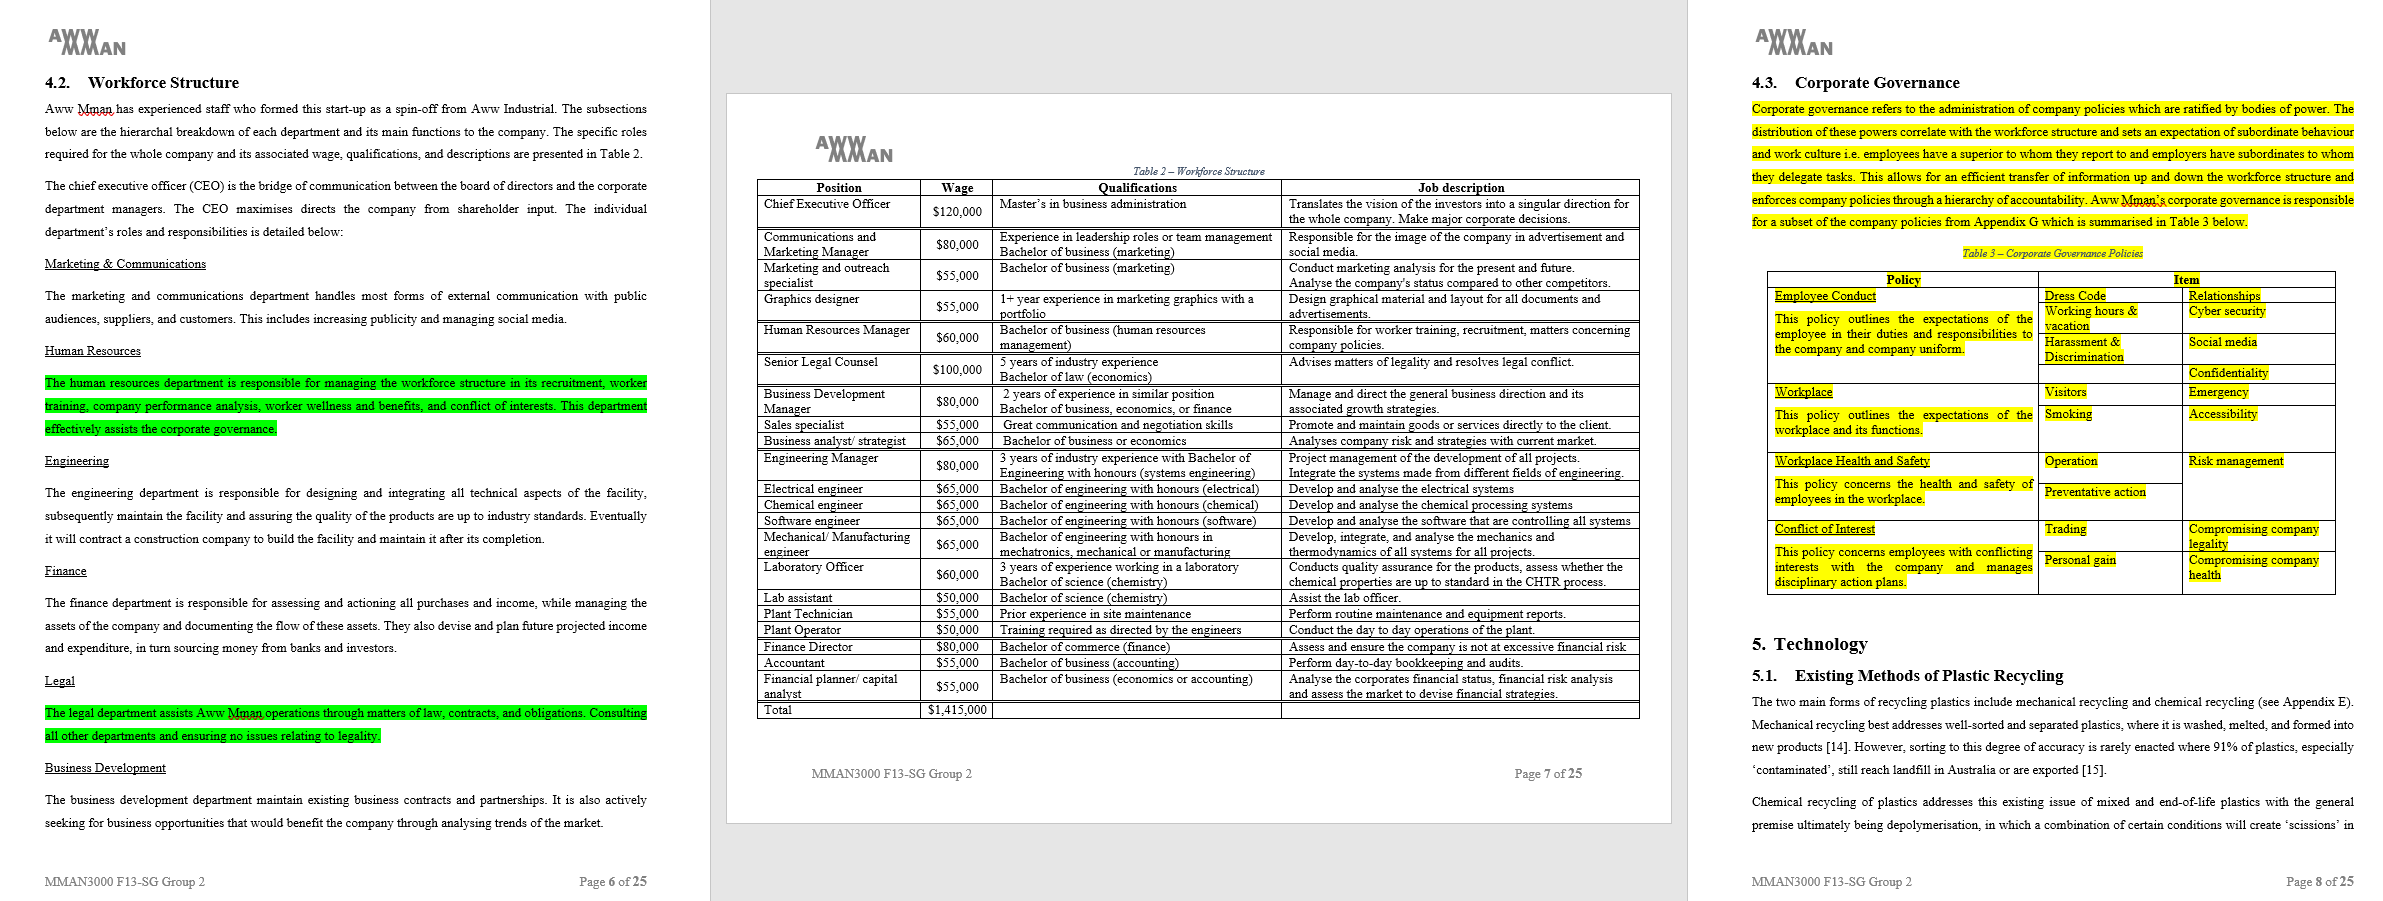 AWW
MMAN
4.2. Workforce Structure
Aww Mman has experienced staff who formed this start-up as a spin-off from Aww Industrial. The subsections
below are the hierarchal breakdown of each department and its main functions to the company. The specific roles
required for the whole company and its associated wage, qualifications, and descriptions are presented in Table 2.
The chief executive officer (CEO) is the bridge of communication between the board of directors and the corporate
department managers. The CEO maximises directs the company from shareholder input. The individual
department's roles and responsibilities is detailed below:
Marketing & Communications
The marketing and communications department handles most forms of external communication with public
audiences, suppliers, and customers. This includes increasing publicity and managing social media.
Human Resources
The human resources department is responsible for managing the workforce structure in its recruitment, worker
training, company performance analysis, worker wellness and benefits, and conflict of interests. This department
effectively assists the corporate governance.
Engineering
The engineering department is responsible for designing and integrating all technical aspects of the facility,
subsequently maintain the facility and assuring the quality of the products are up to industry standards. Eventually
it will contract a construction company to build the facility and maintain it after its completion.
Finance
The finance department is responsible for assessing and actioning all purchases and income, while managing the
assets of the company and documenting the flow of these assets. They also devise and plan future projected income
and expenditure, in turn sourcing money from banks and investors.
Legal
The legal department assists Aww Mman operations through matters of law, contracts, and obligations. Consulting
all other departments and ensuring no issues relating to legality.
Business Development
The business development department maintain existing business contracts and partnerships. It is also actively
seeking for business opportunities that would benefit the company through analysing trends of the market.
MMAN3000 F13-SG Group 2 Page 6 of 25
AWW
MMAN
Table 2 – Workforce Structure
Position Wage Qualifications Job description
Chief Executive Officer $120,000 Master's in business administration Translates the vision of the investors into a singular direction for
the whole company. Make major corporate decisions.
Communications and $80,000 Experience in leadership roles or team management Responsible for the image of the company in advertisement and
Marketing Manager Bachelor of business (marketing) social media.
Marketing and outreach $55,000 Bachelor of business (marketing) Conduct marketing analysis for the present and future.
specialist Analyse the company's status compared to other competitors.
Graphics designer $55,000 1+ year experience in marketing graphics with a Design graphical material and layout for all documents and
portfolio advertisements.
Human Resources Manager $60,000 Bachelor of business (human resources Responsible for worker training, recruitment, matters concerning
management) company policies.
Senior Legal Counsel $100,000 5 years of industry experience Advises matters of legality and resolves legal conflict.
Bachelor of law (economics)
Business Development $80,000 2 years of experience in similar position Manage and direct the general business direction and its
Manager Bachelor of business, economics, or finance associated growth strategies.
Sales specialist $55,000 Great communication and negotiation skills Promote and maintain goods or services directly to the client.
Business analyst/ strategist $65,000 Bachelor of business or economics Analyses company risk and strategies with current market.
Engineering Manager $80,000 3 years of industry experience with Bachelor of Project management of the development of all projects.
Engineering with honours (systems engineering) Integrate the systems made from different fields of engineering.
Electrical engineer $65,000 Bachelor of engineering with honours (electrical) Develop and analyse the electrical systems
Chemical engineer $65,000 Bachelor of engineering with honours (chemical) Develop and analyse the chemical processing systems
Software engineer $65,000 Bachelor of engineering with honours (software) Develop and analyse the software that are controlling all systems
Mechanical/ Manufacturing $65,000 Bachelor of engineering with honours in Develop, integrate, and analyse the mechanics and
engineer mechatronics, mechanical or manufacturing thermodynamics of all systems for all projects.
Laboratory Officer $60,000 3 years of experience working in a laboratory Conducts quality assurance for the products, assess whether the
Bachelor of science (chemistry) chemical properties are up to standard in the CHTR process.
Lab assistant $50,000 Bachelor of science (chemistry) Assist the lab officer.
Plant Technician $55,000 Prior experience in site maintenance Perform routine maintenance and equipment reports.
Plant Operator $50,000 Training required as directed by the engineers Conduct the day to day operations of the plant.
Finance Director $80,000 Bachelor of commerce (finance) Assess and ensure the company is not at excessive financial risk
Accountant $55,000 Bachelor of business (accounting) Perform day-to-day bookkeeping and audits.
Financial planner/ capital $55,000 Bachelor of business (economics or accounting) Analyse the corporates financial status, financial risk analysis
analyst and assess the market to devise financial strategies.
Total $1,415,000
MMAN3000 F13-SG Group 2 Page 7 of 25
AWW
MMAN
4.3. Corporate Governance
Corporate governance refers to the administration of company policies which are ratified by bodies of power. The
distribution of these powers correlate with the workforce structure and sets an expectation of subordinate behaviour
and work culture i.e. employees have a superior to whom they report to and employers have subordinates to whom
they delegate tasks. This allows for an efficient transfer of information up and down the workforce structure and
enforces company policies through a hierarchy of accountability. Aww Mman's corporate governance is responsible
for a subset of the company policies from Appendix G which is summarised in Table 3 below.
Table 3 – Corporate Governance Policies
Policy Item
Employee Conduct Dress Code Relationships
This policy outlines the expectations of the Working hours & Cyber security
employee in their duties and responsibilities to vacation
the company and company uniform. Harassment & Social media
Discrimination
Confidentiality
Workplace Visitors Emergency
This policy outlines the expectations of the Smoking Accessibility
workplace and its functions.
Workplace Health and Safety Operation Risk management
This policy concerns the health and safety of Preventative action
employees in the workplace.
Conflict of Interest Trading Compromising company
This policy concerns employees with conflicting legality
interests with the company and manages Personal gain Compromising company
disciplinary action plans. health
5. Technology
5.1. Existing Methods of Plastic Recycling
The two main forms of recycling plastics include mechanical recycling and chemical recycling (see Appendix E).
Mechanical recycling best addresses well-sorted and separated plastics, where it is washed, melted, and formed into
new products [14]. However, sorting to this degree of accuracy is rarely enacted where 91% of plastics, especially
'contaminated', still reach landfill in Australia or are exported [15].
Chemical recycling of plastics addresses this existing issue of mixed and end-of-life plastics with the general
premise ultimately being depolymerisation, in which a combination of certain conditions will create 'scissions' in
MMAN3000 F13-SG Group 2 Page 8 of 25